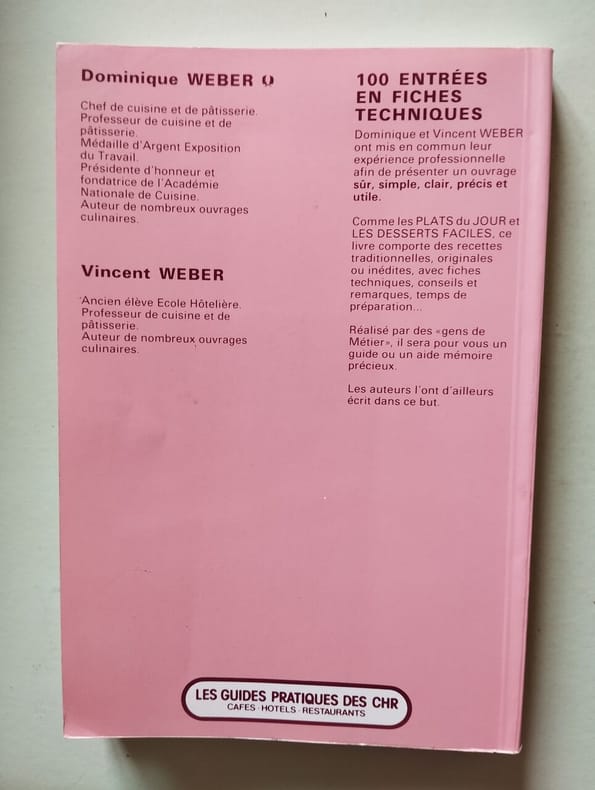 Dominique WEBER
Chef de cuisine et de pâtisserie.
Professeur de cuisine et de
pâtisserie.
Médaille d'Argent Exposition
du Travail.
Présidente d'honneur et
fondatrice de l'Académie
Nationale de Cuisine.
Auteur de nombreux ouvrages
culinaires.
Vincent WEBER
Ancien élève Ecole Hôtelière.
Professeur de cuisine et de
pâtisserie.
Auteur de nombreux ouvrages
culinaires.
100 ENTRÉES
EN FICHES
TECHNIQUES
Dominique et Vincent WEBER
ont mis en commun leur
expérience professionnelle
afin de présenter un ouvrage
sûr, simple, clair, précis et
utile.
Comme les PLATS du JOUR et
LES DESSERTS FACILES, ce
livre comporte des recettes
traditionnelles, originales
ou inédites, avec fiches
techniques, conseils et
remarques, temps de
préparation...
Réalisé par des «gens de
Métier», il sera pour vous un
guide ou un aide mémoire
précieux.
Les auteurs l'ont d'ailleurs
écrit dans ce but.
LES GUIDES PRATIQUES DES CHR
CAFES · HOTELS · RESTAURANTS